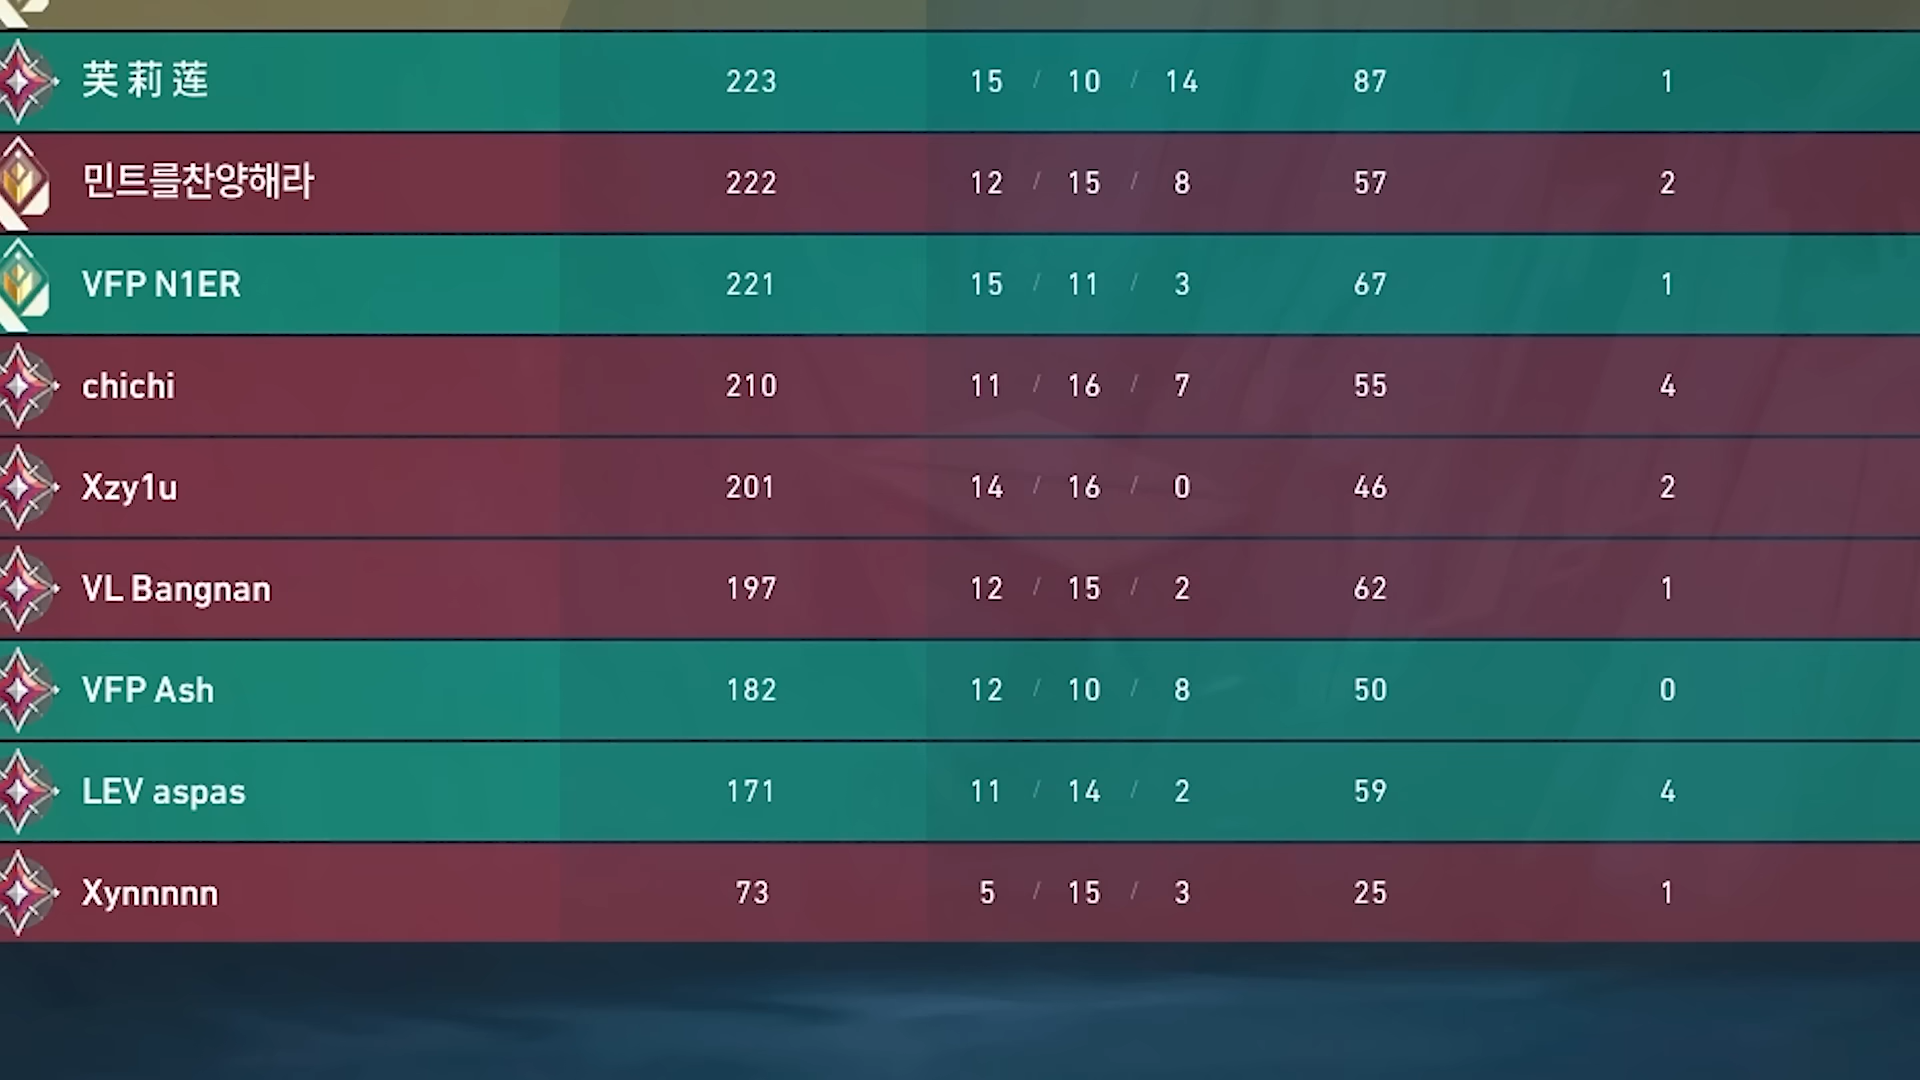 芙莉莲 223 15 / 10 / 14 87 1
민트를찬양해라 222 12 / 15 / 8 57 2
VFP N1ER 221 15 / 11 / 3 67 1
chichi 210 11 / 16 / 7 55 4
Xzy1u 201 14 / 16 / 0 46 2
VL Bangnan 197 12 / 15 / 2 62 1
VFP Ash 182 12 / 10 / 8 50 0
LEV aspas 171 11 / 14 / 2 59 4
Xynnnnn 73 5 / 15 / 3 25 1